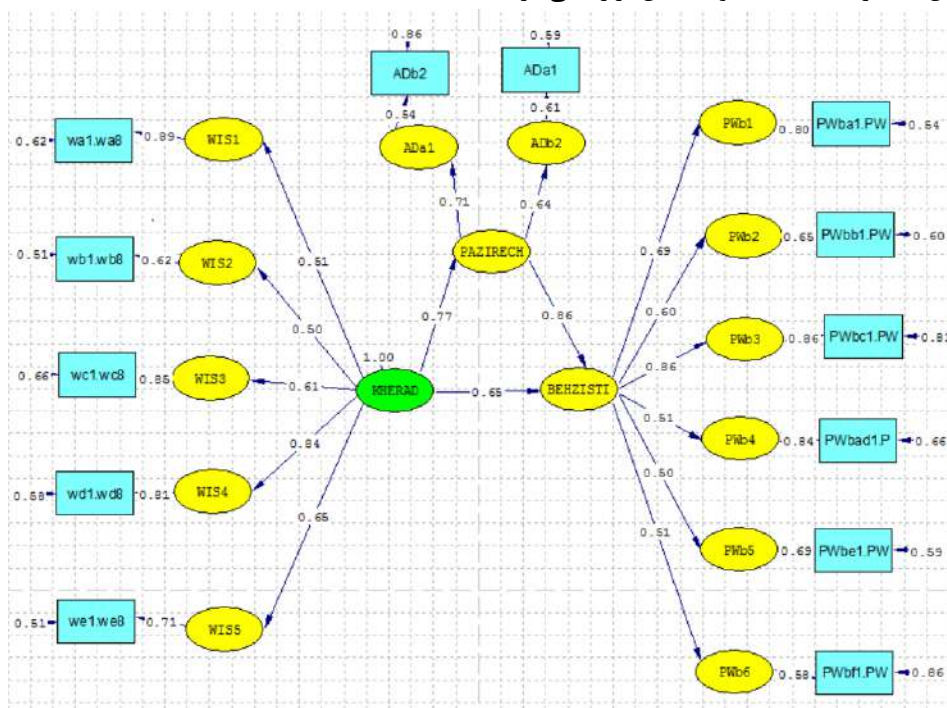 0.86
0.59
ADb2
ADa1
0.54
0.61
wa1.wa8
0.62
0.89
WIS1
ADa1
ADb2
PWb1
0.80
PWba1.PW
0.54
0.71
0.64
wb1.wb8
0.51
0.62
WIS2
0.51
PAZIRECH
0.69
PWb2
0.65
PWbb1.PW
0.60
0.50
0.77
0.86
0.60
wc1.wc8
0.66
0.85
WIS3
0.61
1.00
KHERAD
0.65
BEHZISTI
0.86
PWb3
0.86
PWbc1.PW
0.84
0.51
PWb4
0.84
PWbad1.P
0.66
wd1.wd8
0.58
0.81
WIS4
0.65
0.50
0.51
PWb5
0.69
PWbe1.PW
0.59
we1.we8
0.51
0.71
WIS5
PWb6
0.58
PWbf1.PW
0.86